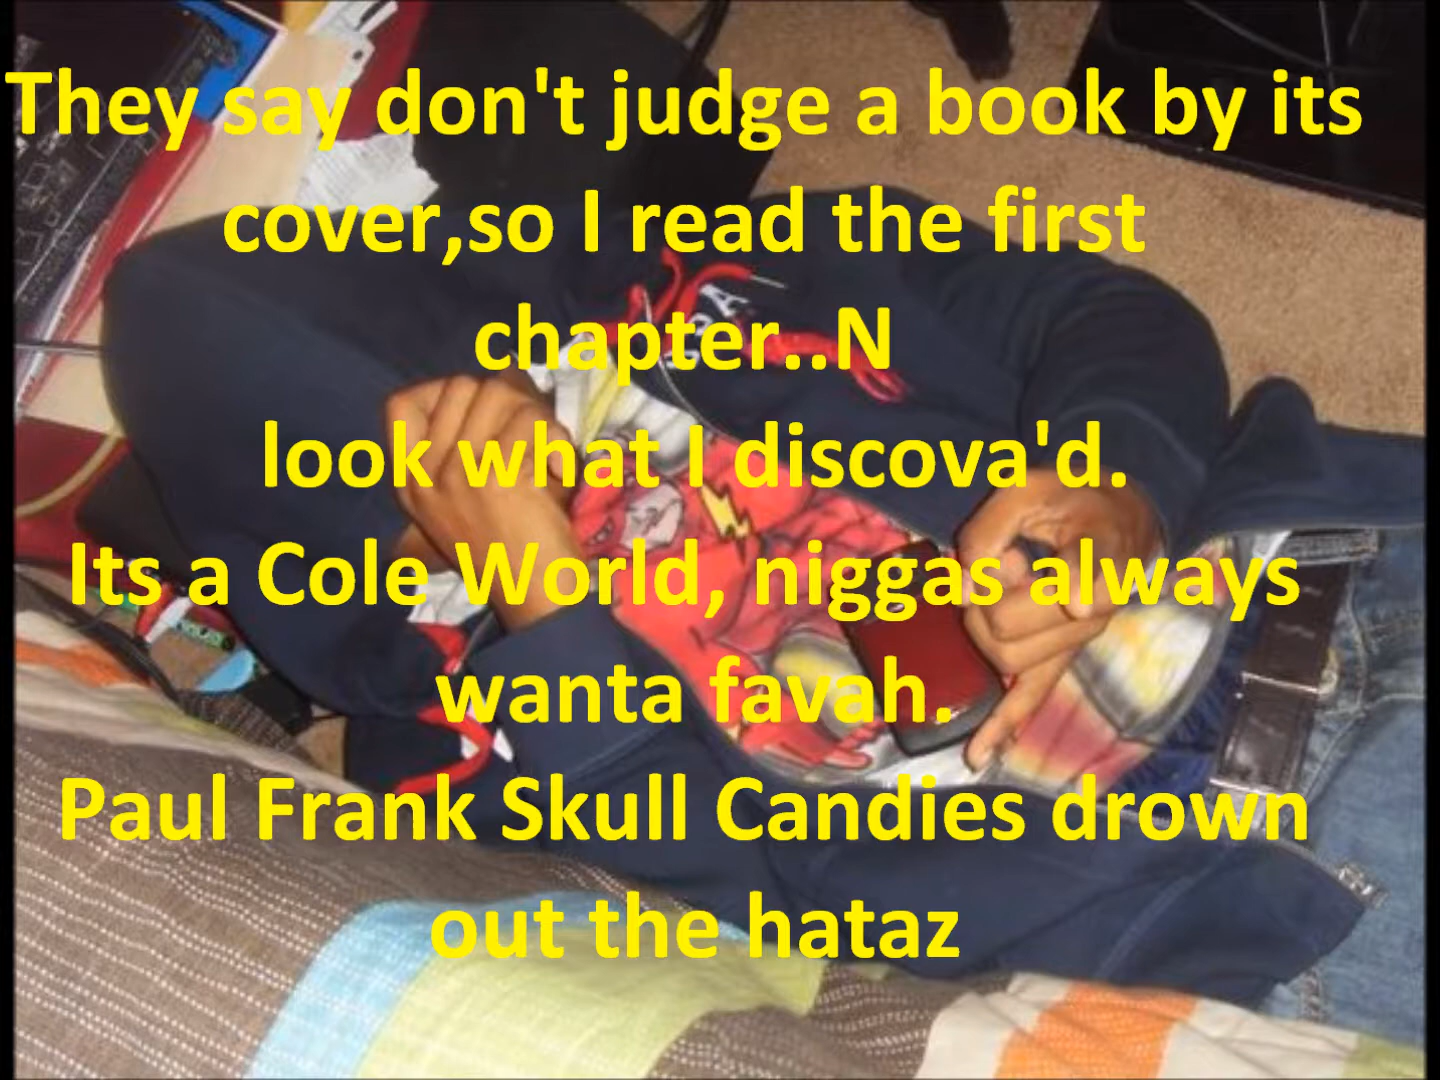 They say don't judge a book by its
cover,so I read the first
chapter..N
look what I discova'd.
Its a Cole World, niggas always
wanta favah.
Paul Frank Skull Candies drown
out the hataz